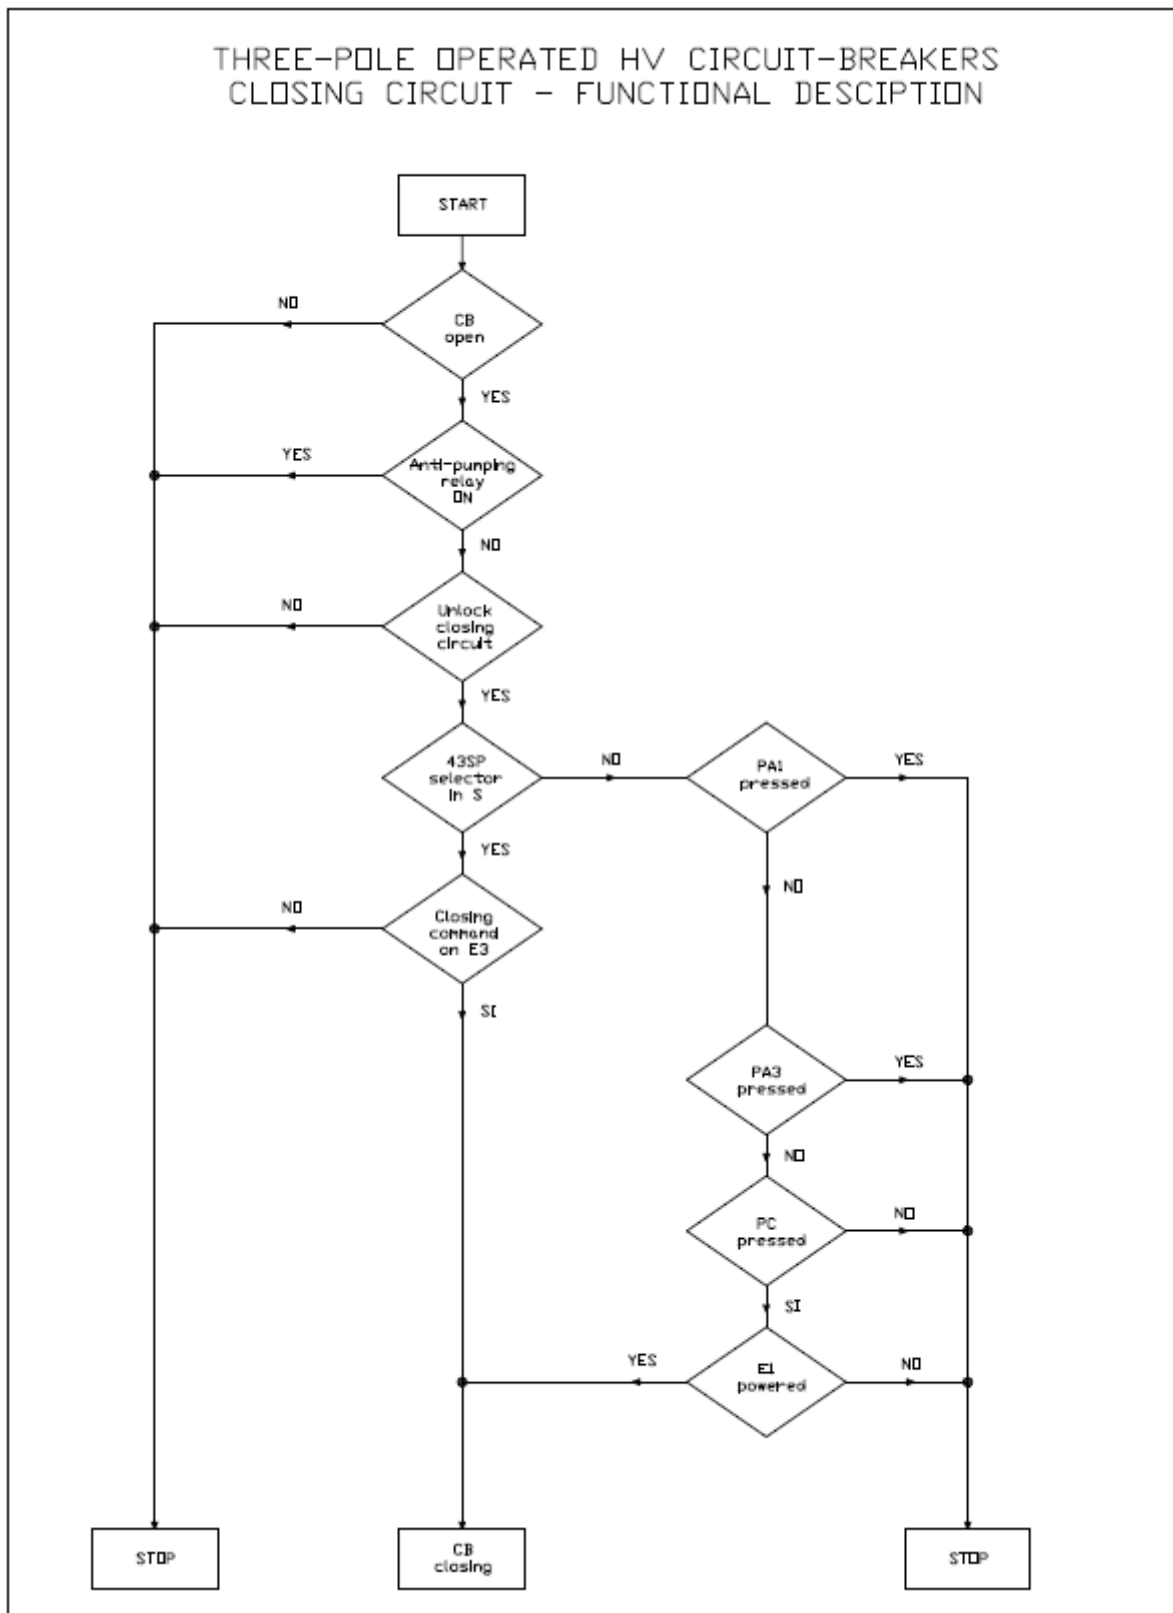 THREE-POLE OPERATED HV CIRCUIT-BREAKERS
CLOSING CIRCUIT - FUNCTIONAL DESCIPTION
START
NO
CB
open
YES
YES
Anti-pumping
relay
ON
NO
NO
Unlock
closing
circuit
YES
43SP
selector
in S
NO
PA1
pressed
YES
YES
NO
NO
Closing
command
on E3
SI
PA3
pressed
YES
NO
PC
pressed
NO
SI
YES
E1
powered
NO
STOP
CB
closing
STOP